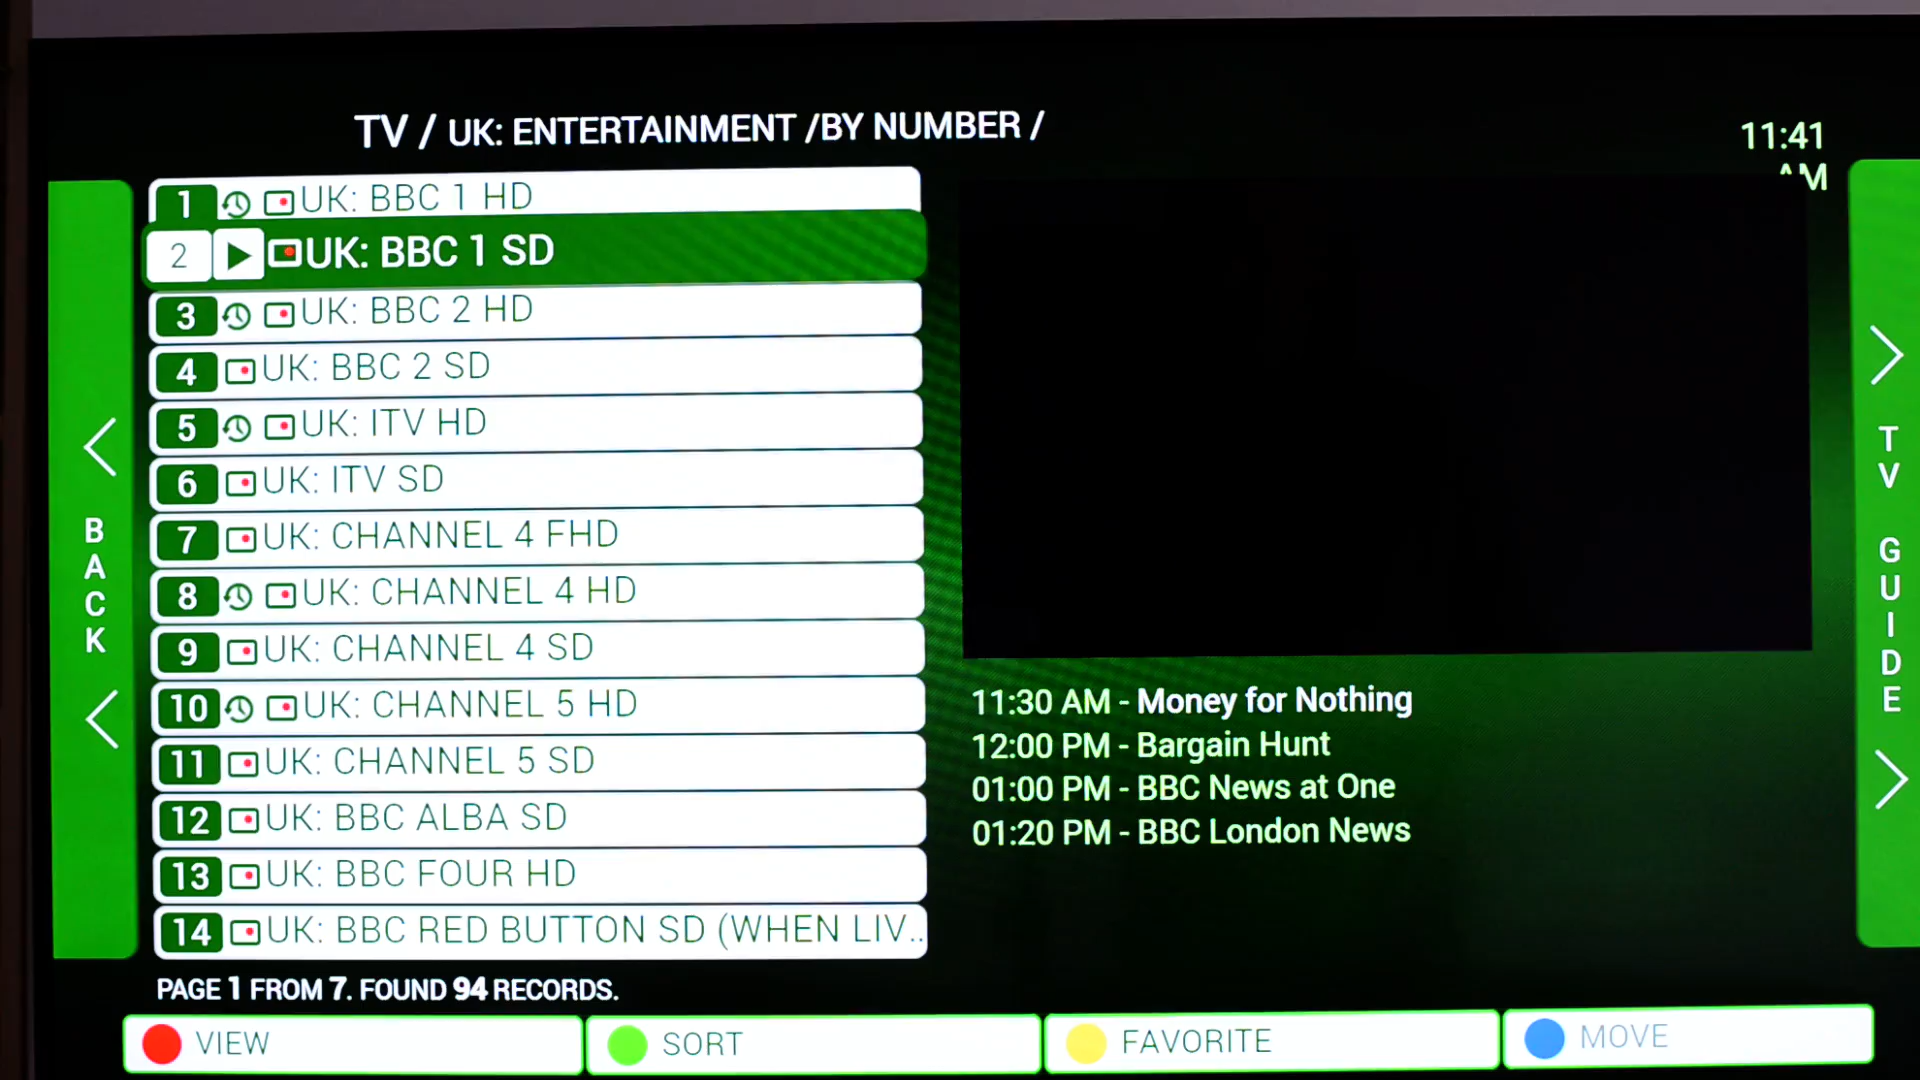 TV / UK: ENTERTAINMENT /BY NUMBER /
11:41
AM
1 UK: BBC 1 HD
2 UK: BBC 1 SD
3 UK: BBC 2 HD
4 UK: BBC 2 SD
5 UK: ITV HD
6 UK: ITV SD
7 UK: CHANNEL 4 FHD
8 UK: CHANNEL 4 HD
9 UK: CHANNEL 4 SD
10 UK: CHANNEL 5 HD
11 UK: CHANNEL 5 SD
12 UK: BBC ALBA SD
13 UK: BBC FOUR HD
14 UK: BBC RED BUTTON SD (WHEN LIV..
BACK
TV GUIDE
11:30 AM - Money for Nothing
12:00 PM - Bargain Hunt
01:00 PM - BBC News at One
01:20 PM - BBC London News
PAGE 1 FROM 7. FOUND 94 RECORDS.
VIEW
SORT
FAVORITE
MOVE